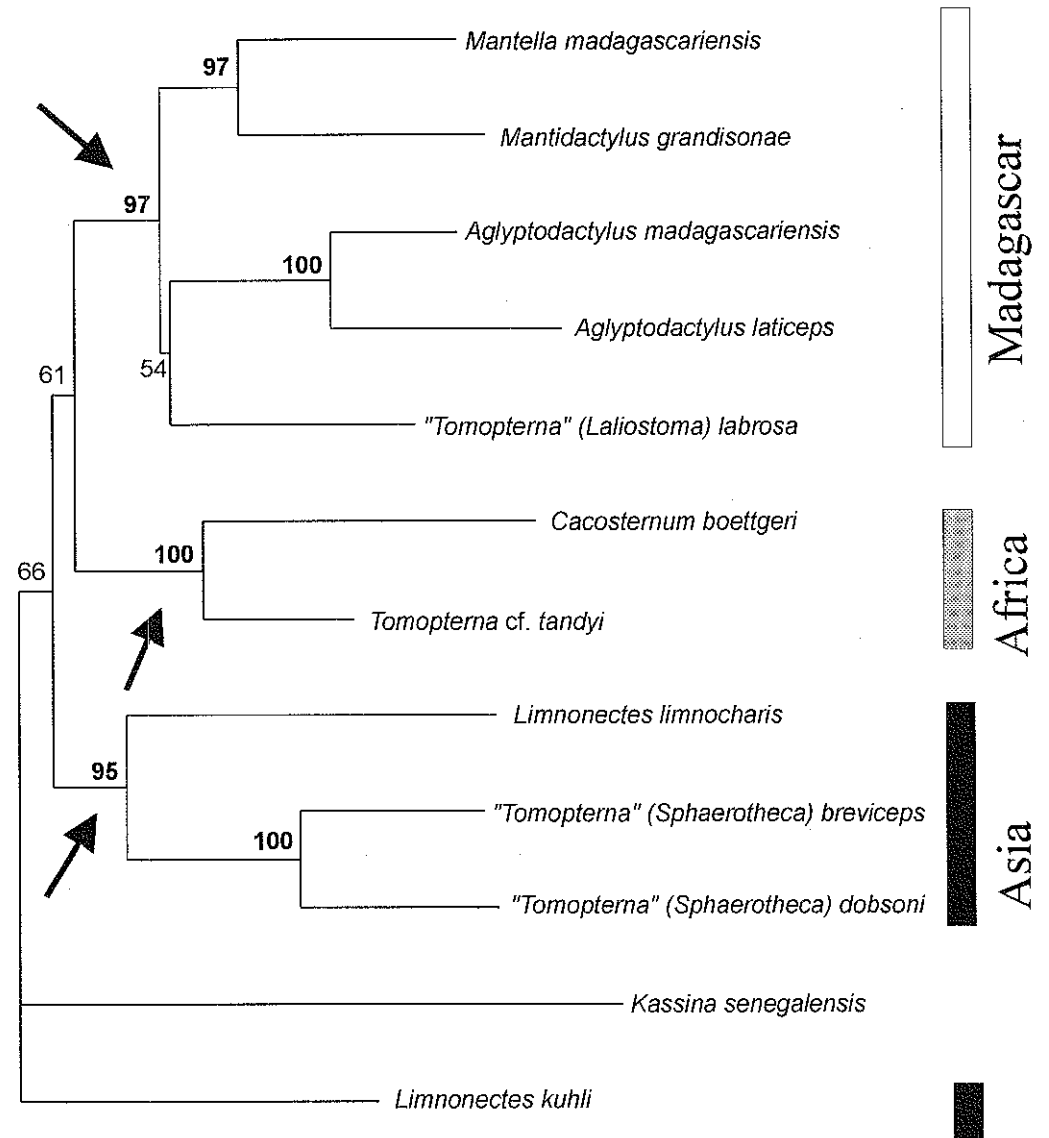 Mantella madagascariensis
97
Mantidactylus grandisonae
97
Aglyptodactylus madagascariensis
100
Aglyptodactylus laticeps
54
"Tomopterna" (Laliostoma) labrosa
61
Cacosternum boettgeri
100
Tomopterna cf. tandyi
66
Limnonectes limnocharis
95
"Tomopterna" (Sphaerotheca) breviceps
100
"Tomopterna" (Sphaerotheca) dobsoni
Kassina senegalensis
Limnonectes kuhli
Madagascar
Africa
Asia